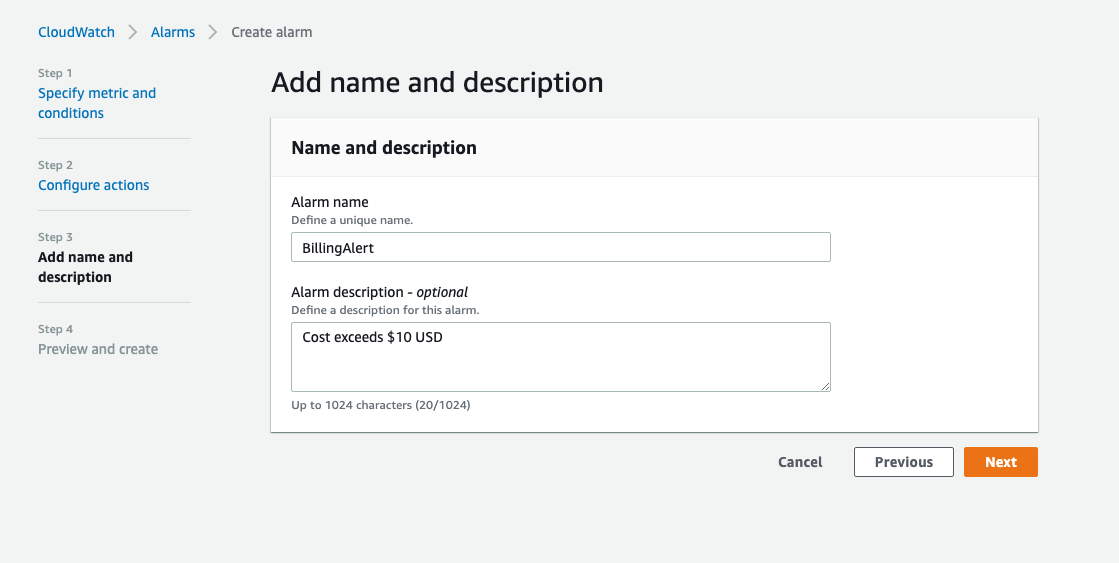 CloudWatch > Alarms > Create alarm
Step 1
Specify metric and
conditions
Step 2
Configure actions
Step 3
Add name and
description
Step 4
Preview and create
Add name and description
Name and description
Alarm name
Define a unique name.
BillingAlert
Alarm description - optional
Define a description for this alarm.
Cost exceeds $10 USD
Up to 1024 characters (20/1024)
Cancel
Previous
Next